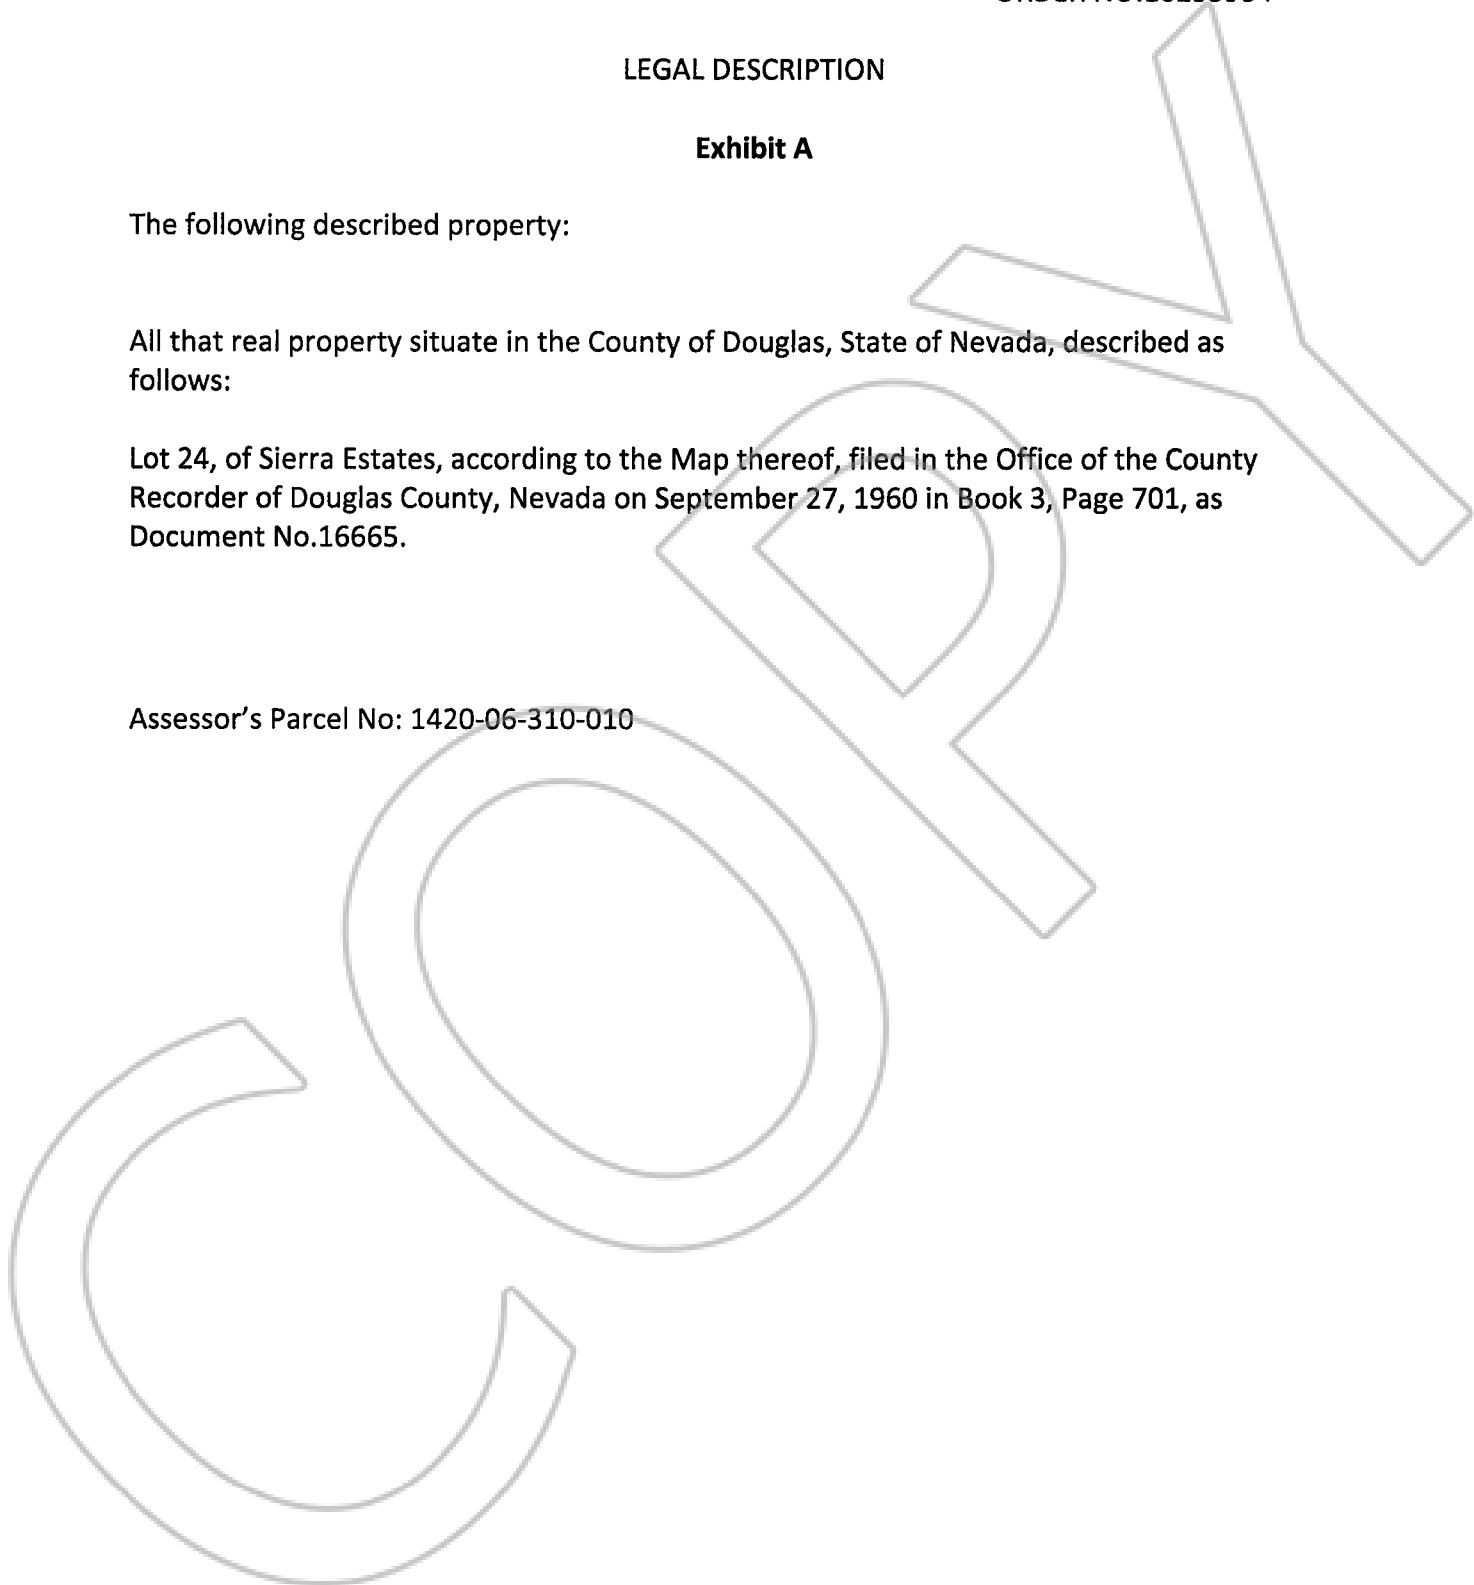 LEGAL DESCRIPTION
Exhibit A
The following described property:
All that real property situate in the County of Douglas, State of Nevada, described as
follows:
Lot 24, of Sierra Estates, according to the Map thereof, filed in the Office of the County
Recorder of Douglas County, Nevada on September 27, 1960 in Book 3, Page 701, as
Document No.16665.
Assessor’s Parcel No: 1420-06-310-010
COPY